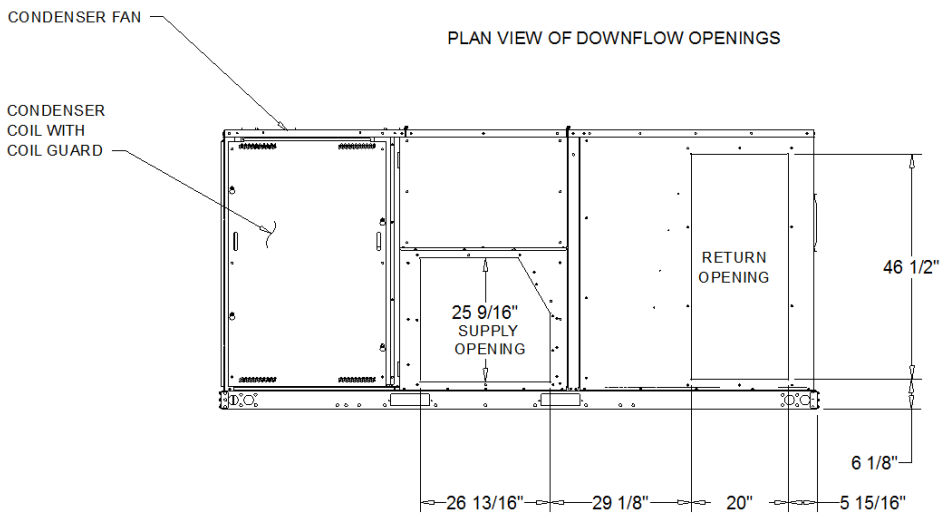 CONDENSER FAN
PLAN VIEW OF DOWNFLOW OPENINGS
CONDENSER
COIL WITH
COIL GUARD
RETURN
OPENING
46 1/2"
25 9/16"
SUPPLY
OPENING
6 1/8"
26 13/16"
29 1/8"
20"
5 15/16"